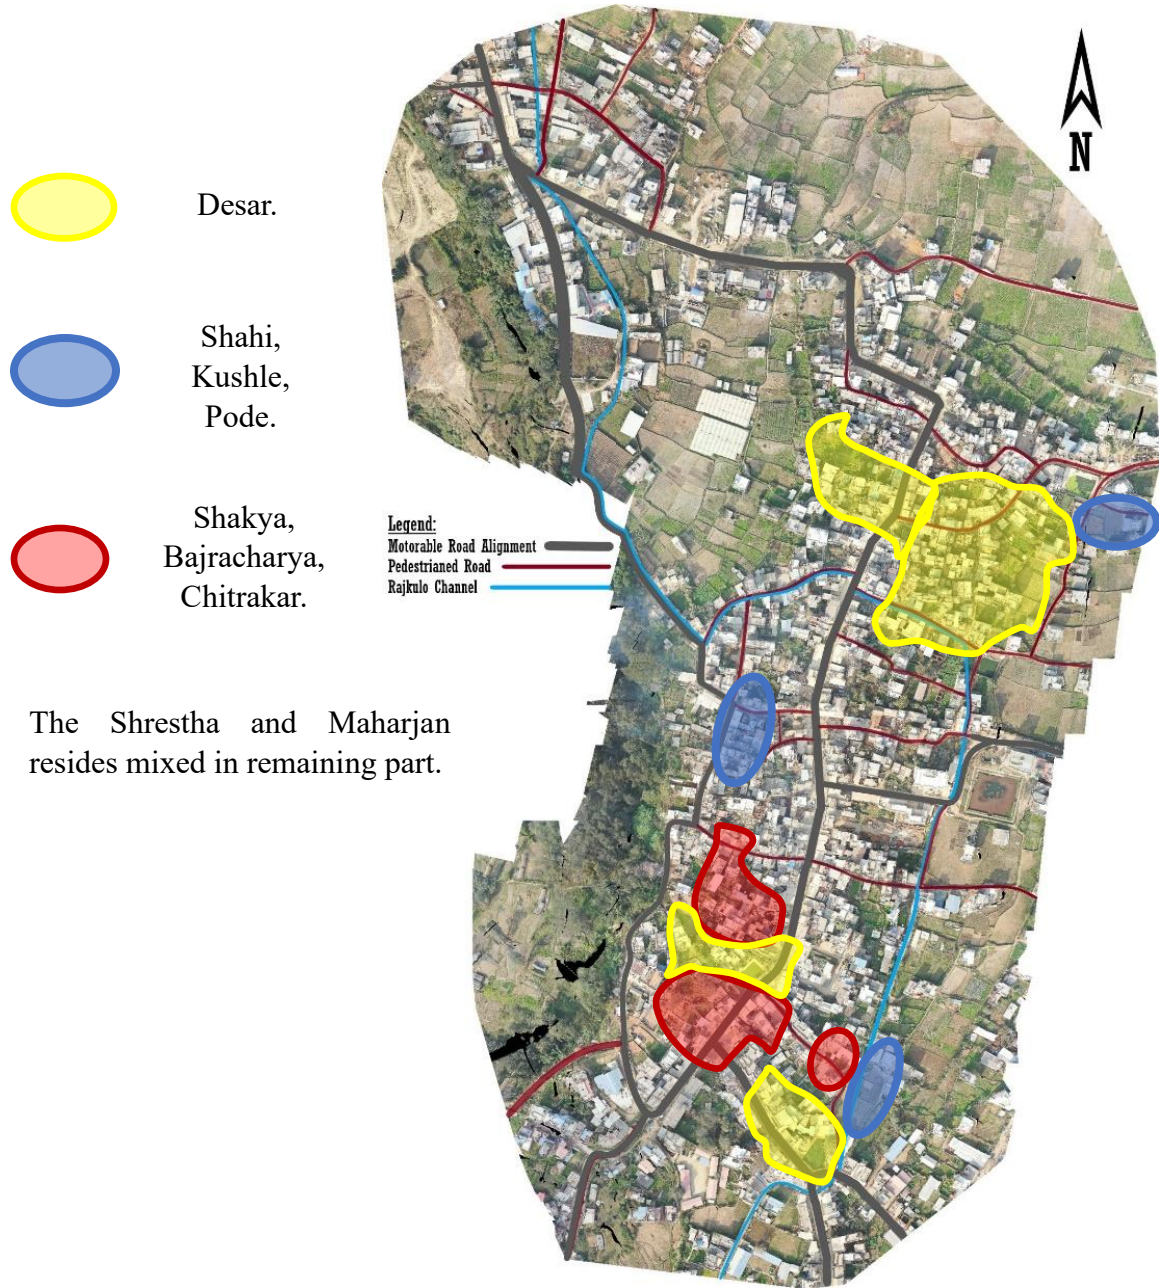 N
Desar.
Shahi,
Kushle,
Pode.
Shakya,
Bajracharya,
Chitrakar.
Legend:
Motorable Road Alignment
Pedestrianed Road
Rajkulo Channel
The Shrestha and Maharjan
resides mixed in remaining part.